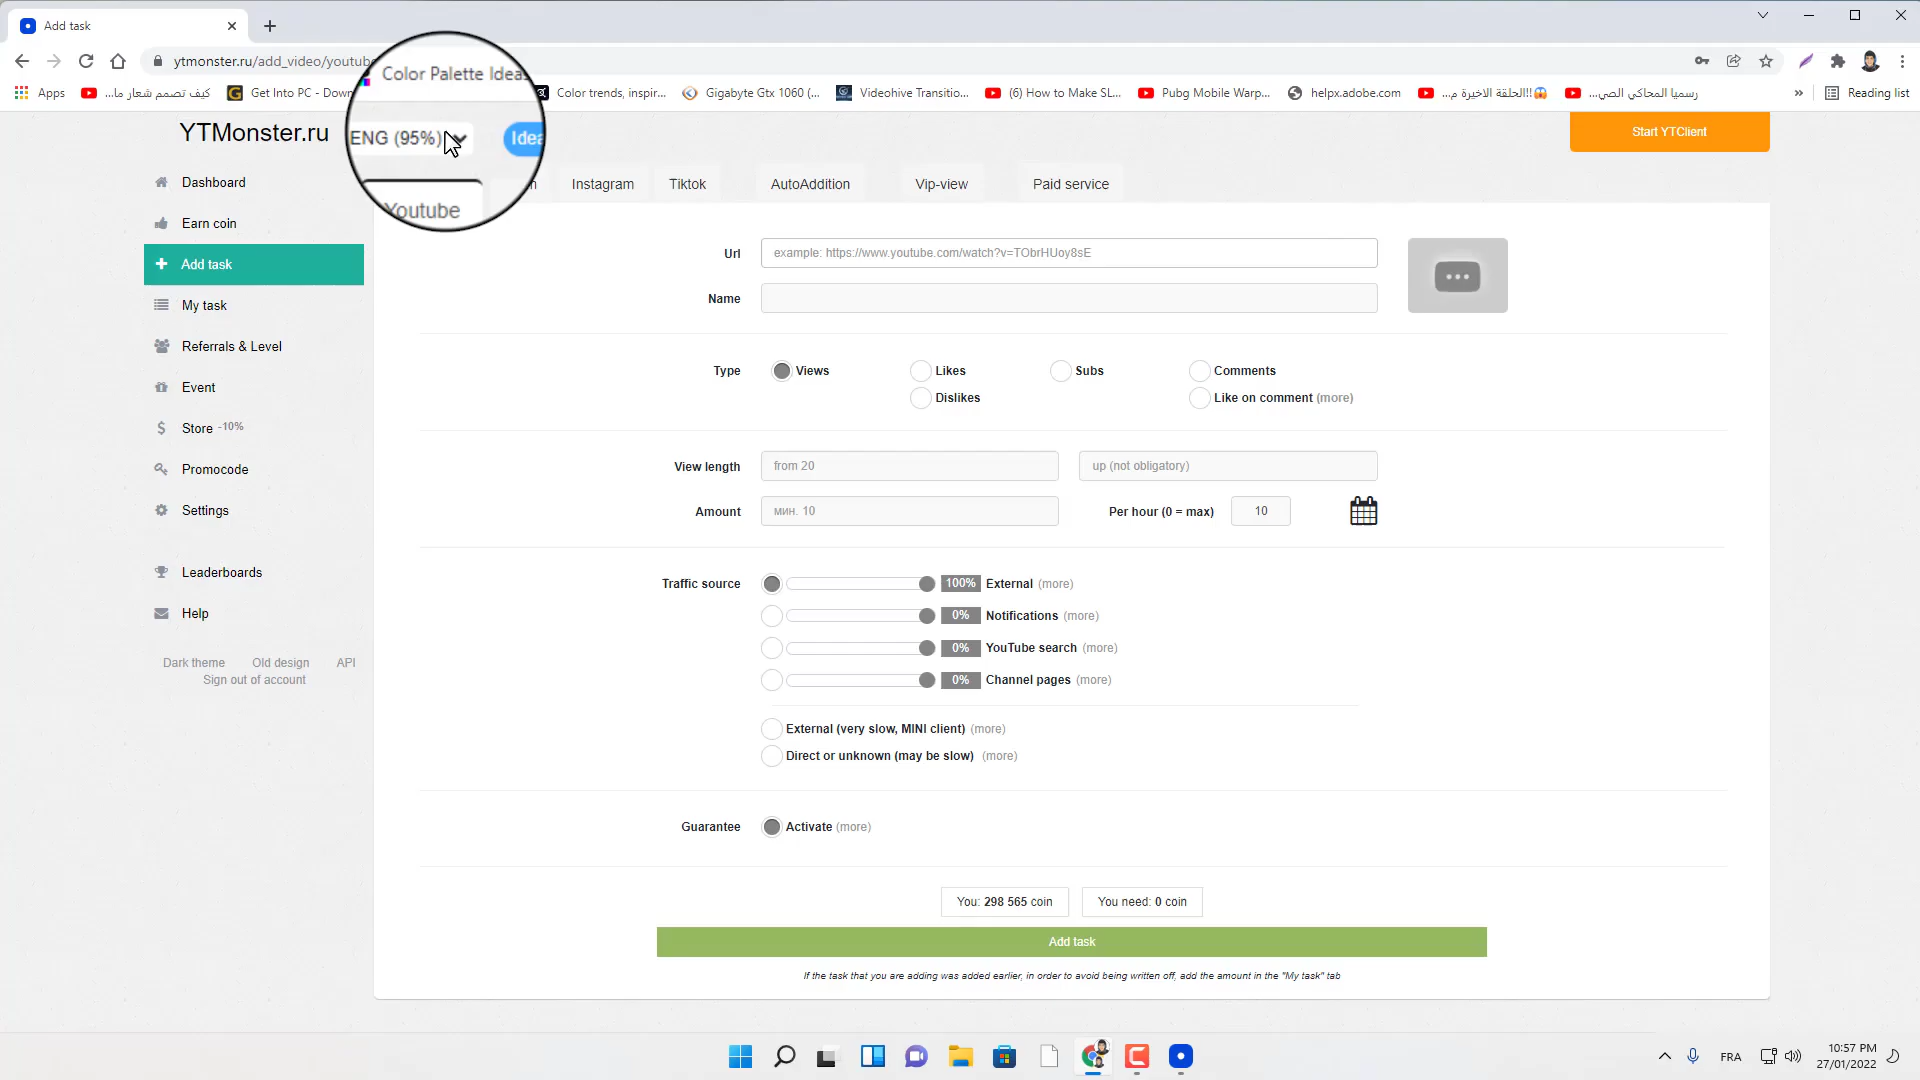 Add task
ytmonster.ru/add_video/youtube
Color Palette Ideas
Apps
كيف تصمم شعار ما...
Get Into PC - Down
Color trends, inspir...
Gigabyte Gtx 1060 (...
Videohive Transitio...
(6) How to Make SL...
Pubg Mobile Warp...
helpx.adobe.com
الحلقة الاخيرة م...!!😱
رسميا المحاكي الصي...
»
Reading list
YTMonster.ru
ENG (95%)
Idea
Start YTClient
Youtube
Instagram
Tiktok
AutoAddition
Vip-view
Paid service
Dashboard
Earn coin
Add task
My task
Referrals & Level
Event
Store -10%
Promocode
Settings
Leaderboards
Help
Dark theme
Old design
API
Sign out of account
Url
example: https://www.youtube.com/watch?v=TObrHUoy8sE
Name
Type
Views
Likes
Subs
Comments
Dislikes
Like on comment (more)
View length
from 20
up (not obligatory)
Amount
мин. 10
Per hour (0 = max)
10
Traffic source
100% External (more)
0% Notifications (more)
0% YouTube search (more)
0% Channel pages (more)
External (very slow, MINI client) (more)
Direct or unknown (may be slow) (more)
Guarantee
Activate (more)
You: 298 565 coin
You need: 0 coin
Add task
If the task that you are adding was added earlier, in order to avoid being written off, add the amount in the "My task" tab
FRA
10:57 PM
27/01/2022